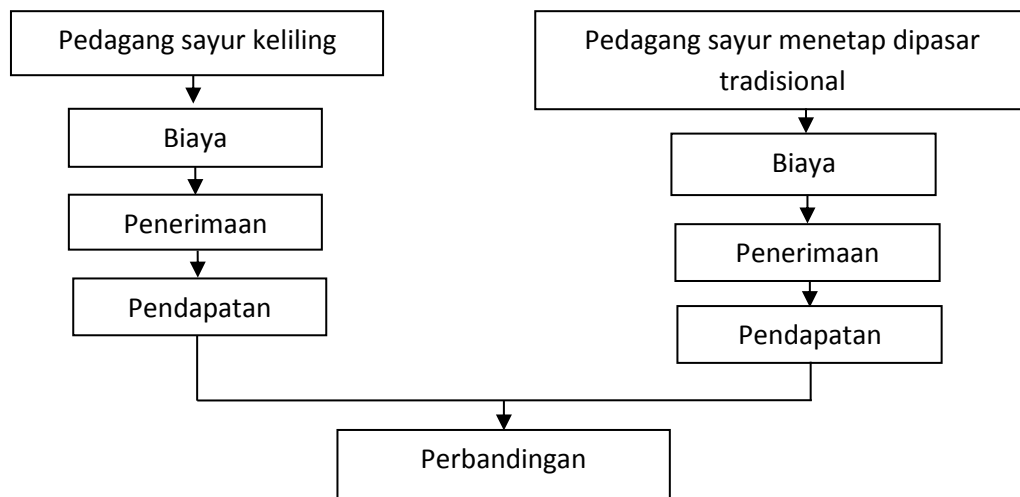 Pedagang sayur keliling
Biaya
Penerimaan
Pendapatan
Pedagang sayur menetap dipasar
tradisional
Biaya
Penerimaan
Pendapatan
Perbandingan